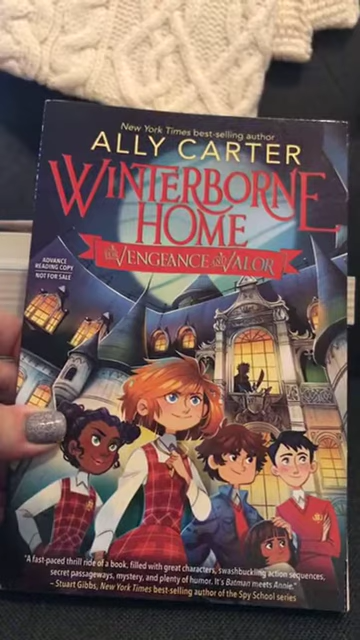 New York Times best-selling author
ALLY CARTER
WINTERBORNE
HOME
FOR VENGEANCE AND VALOR
ADVANCE
READING COPY
NOT FOR SALE
"A fast-paced thrill ride of a book, filled with great characters, swashbuckling action sequences,
secret passageways, mystery, and plenty of humor. It's Batman meets Annie."
– Stuart Gibbs, New York Times best-selling author of the Spy School series